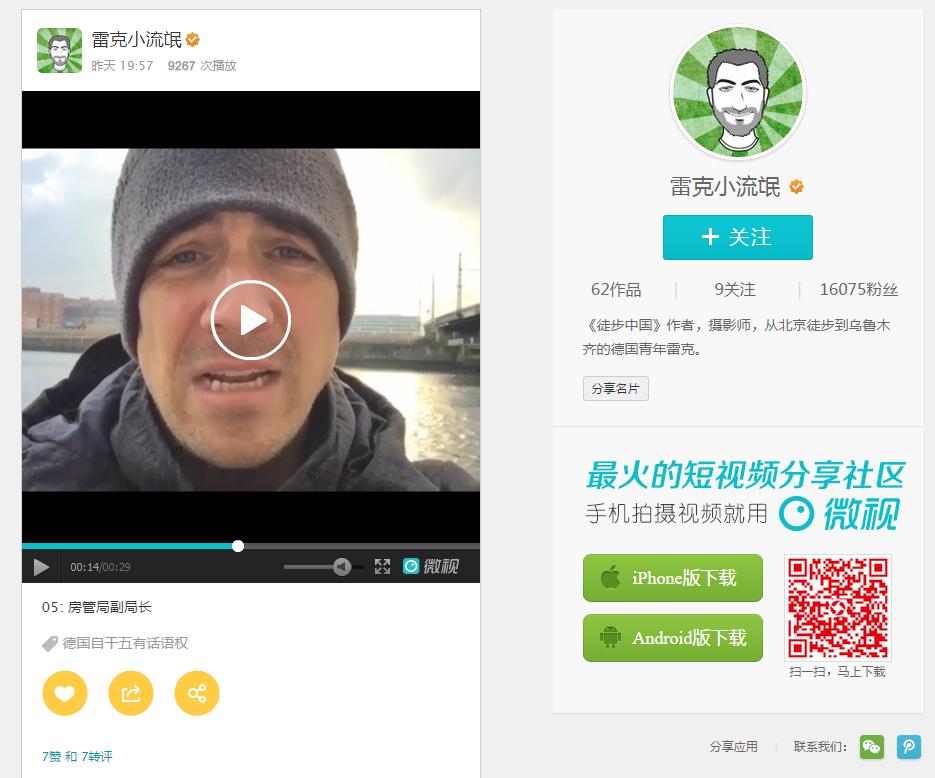 雷克小流氓
昨天 19:57 9267 次播放
00:14/00:29
微视
05: 房管局副局长
德国自干五有话语权
7赞 和 7转评
雷克小流氓
+ 关注
62作品 | 9关注 | 16075粉丝
《徒步中国》作者，摄影师，从北京徒步到乌鲁木
齐的德国青年雷克。
分享名片
最火的短视频分享社区
手机拍摄视频就用 微视
iPhone版下载
Android版下载
扫一扫，马上下载
分享应用 | 联系我们：